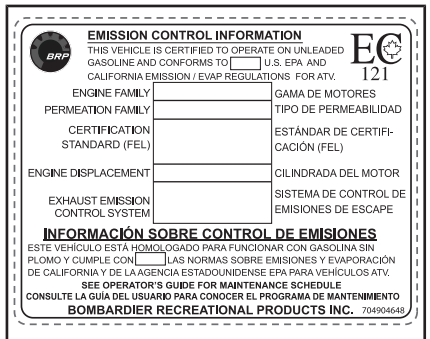 BRP
EMISSION CONTROL INFORMATION
THIS VEHICLE IS CERTIFIED TO OPERATE ON UNLEADED
GASOLINE AND CONFORMS TO U.S. EPA AND
CALIFORNIA EMISSION / EVAP REGULATIONS FOR ATV.
EC
121
ENGINE FAMILY GAMA DE MOTORES
PERMEATION FAMILY TIPO DE PERMEABILIDAD
CERTIFICATION ESTÁNDAR DE CERTIFI-
STANDARD (FEL) CACIÓN (FEL)
ENGINE DISPLACEMENT CILINDRADA DEL MOTOR
EXHAUST EMISSION SISTEMA DE CONTROL DE
CONTROL SYSTEM EMISIONES DE ESCAPE
INFORMACIÓN SOBRE CONTROL DE EMISIONES
ESTE VEHÍCULO ESTÁ HOMOLOGADO PARA FUNCIONAR CON GASOLINA SIN
PLOMO Y CUMPLE CON LAS NORMAS SOBRE EMISIONES Y EVAPORACIÓN
DE CALIFORNIA Y DE LA AGENCIA ESTADOUNIDENSE EPA PARA VEHÍCULOS ATV.
SEE OPERATOR'S GUIDE FOR MAINTENANCE SCHEDULE
CONSULTE LA GUÍA DEL USUARIO PARA CONOCER EL PROGRAMA DE MANTENIMIENTO
BOMBARDIER RECREATIONAL PRODUCTS INC. 704904648